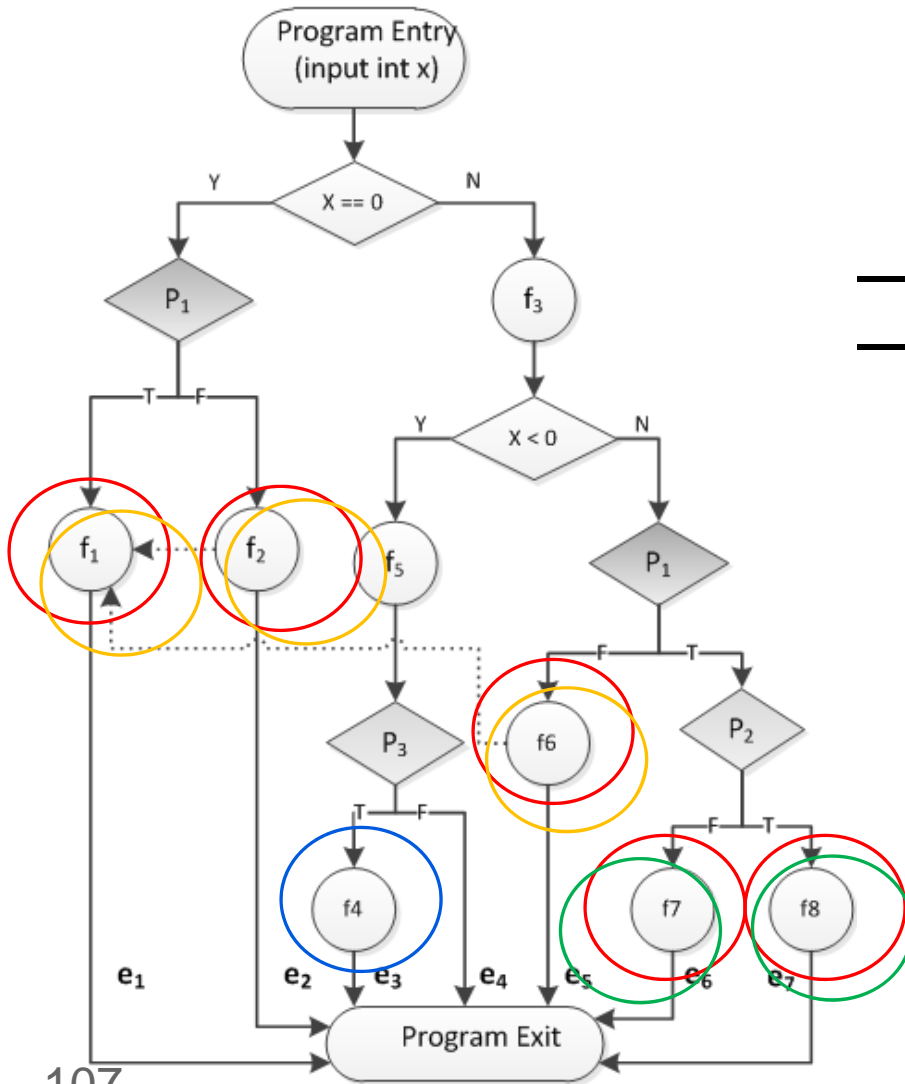 Program Entry
(input int x)
Y
N
X == 0
P₁
f₃
T
F
Y
N
X < 0
f₁
f₂
f₅
P₁
F
T
P₃
f6
P₂
T
F
F
T
f4
f7
f8
e₁
e₂
e₃
e₄
e₅
e₆
e₇
Program Exit
107